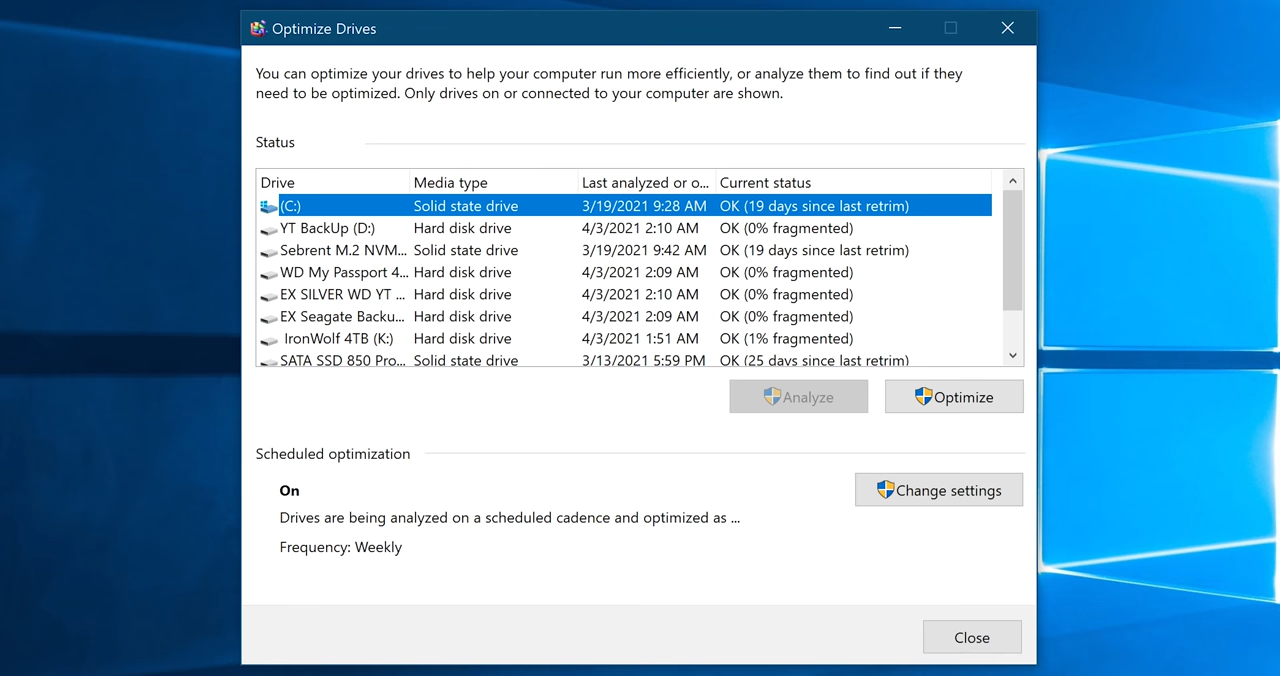 Optimize Drives
You can optimize your drives to help your computer run more efficiently, or analyze them to find out if they
need to be optimized. Only drives on or connected to your computer are shown.
Status
Drive Media type Last analyzed or o... Current status
(C:) Solid state drive 3/19/2021 9:28 AM OK (19 days since last retrim)
YT BackUp (D:) Hard disk drive 4/3/2021 2:10 AM OK (0% fragmented)
Sebrent M.2 NVM... Solid state drive 3/19/2021 9:42 AM OK (19 days since last retrim)
WD My Passport 4... Hard disk drive 4/3/2021 2:09 AM OK (0% fragmented)
EX SILVER WD YT ... Hard disk drive 4/3/2021 2:10 AM OK (0% fragmented)
EX Seagate Backu... Hard disk drive 4/3/2021 2:09 AM OK (0% fragmented)
IronWolf 4TB (K:) Hard disk drive 4/3/2021 1:51 AM OK (1% fragmented)
SATA SSD 850 Pro... Solid state drive 3/13/2021 5:59 PM OK (25 days since last retrim)
Analyze Optimize
Scheduled optimization
On Change settings
Drives are being analyzed on a scheduled cadence and optimized as ...
Frequency: Weekly
Close